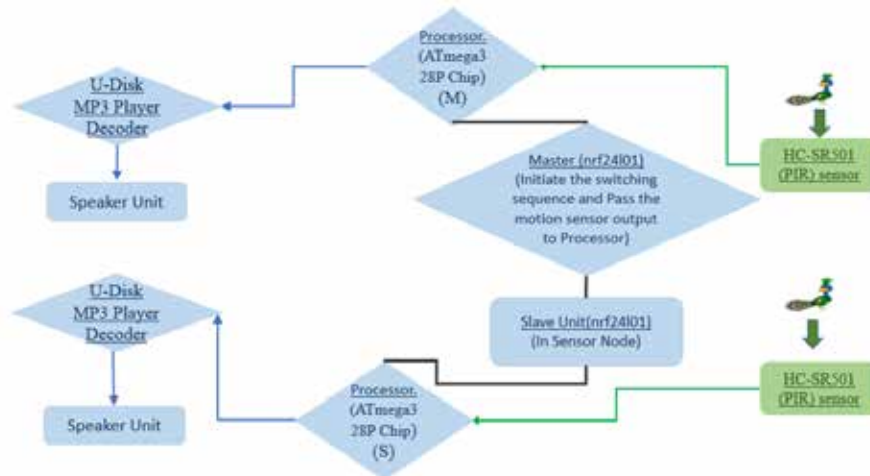 Processor.
(ATmega3
28P Chip)
(M)
U-Disk
MP3 Player
Decoder
Speaker Unit
HC-SR501
(PIR) sensor
Master (nrf24l01)
(Initiate the switching
sequence and Pass the
motion sensor output
to Processor)
U-Disk
MP3 Player
Decoder
Speaker Unit
Slave Unit(nrf24l01)
(In Sensor Node)
Processor.
(ATmega3
28P Chip)
(S)
HC-SR501
(PIR) sensor